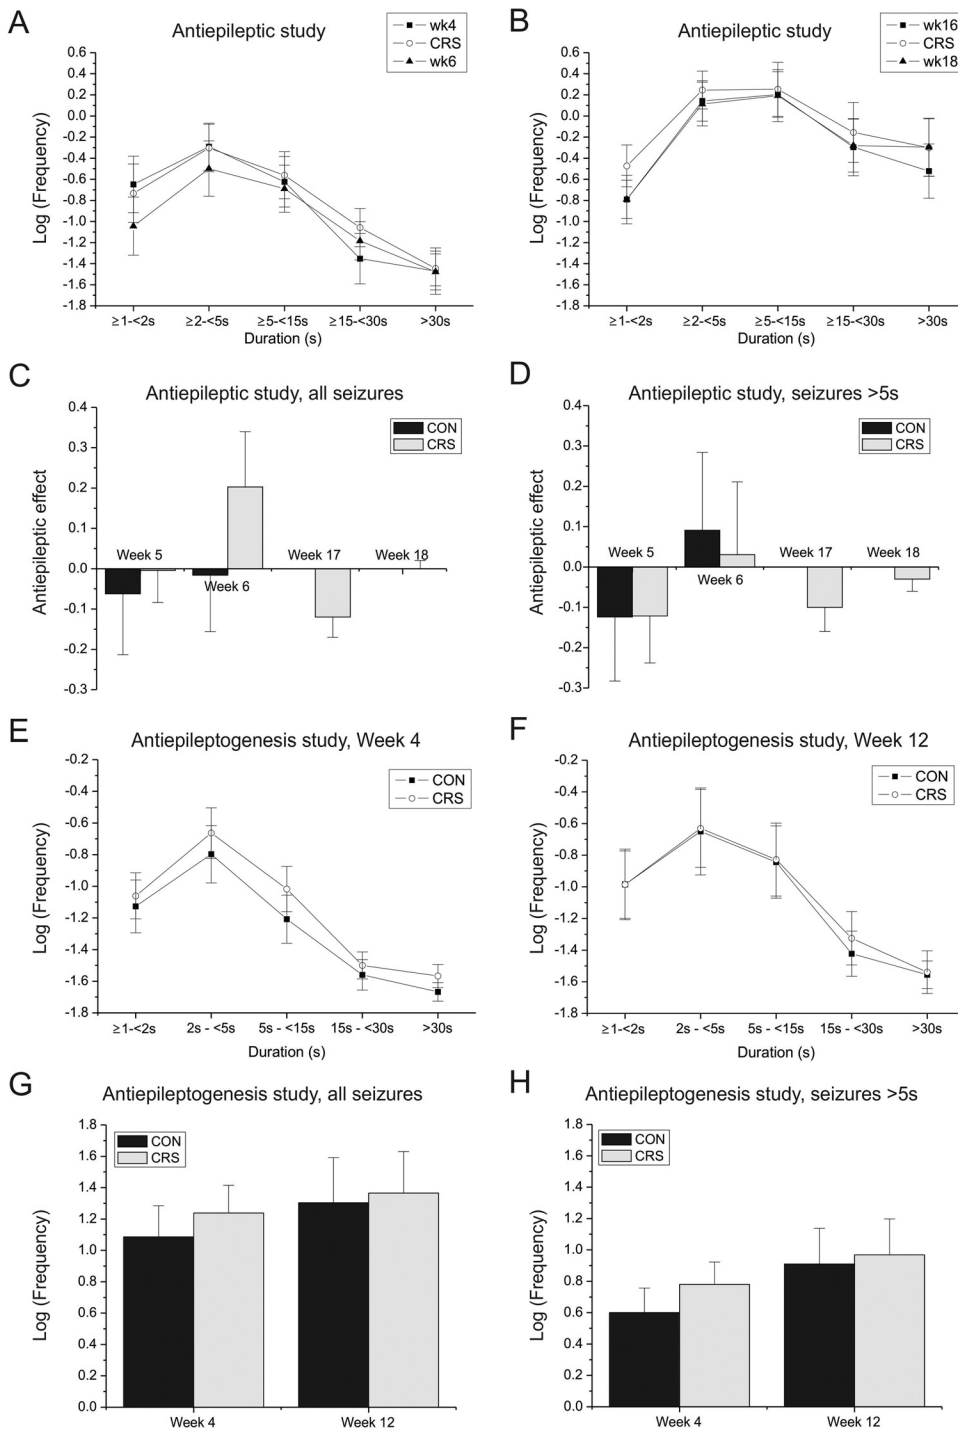 A
Antiepileptic study
wk4
CRS
wk6
Log (Frequency)
0.6
0.4
0.2
0.0
-0.4
-0.6
-0.8
-1.0
-1.2
-1.4
-1.6
-1.8
≥1-<2s
≥2-<5s
≥5-<15s
≥15-<30s
>30s
Duration (s)
B
Antiepileptic study
wk16
CRS
wk18
Log (Frequency)
0.6
0.4
0.2
0.0
-0.4
-0.6
-0.8
-1.0
-1.2
-1.4
-1.6
-1.8
≥1-<2s
≥2-<5s
≥5-<15s
≥15-<30s
>30s
Duration (s)
C
Antiepileptic study, all seizures
CON
CRS
Antiepileptic effect
0.4
0.3
0.2
0.1
0.0
-0.1
-0.2
-0.3
Week 5
Week 6
Week 17
Week 18
D
Antiepileptic study, seizures >5s
CON
CRS
Antiepileptic effect
0.4
0.3
0.2
0.1
0.0
-0.1
-0.2
-0.3
Week 5
Week 6
Week 17
Week 18
E
Antiepileptogenesis study, Week 4
CON
CRS
Log (Frequency)
-0.2
-0.4
-0.6
-0.8
-1.0
-1.2
-1.4
-1.6
-1.8
≥1-<2s
2s - <5s
5s - <15s
15s - <30s
>30s
Duration (s)
F
Antiepileptogenesis study, Week 12
CON
CRS
Log (Frequency)
-0.2
-0.4
-0.6
-0.8
-1.0
-1.2
-1.4
-1.6
-1.8
≥1-<2s
2s - <5s
5s - <15s
15s - <30s
>30s
Duration (s)
G
Antiepileptogenesis study, all seizures
CON
CRS
Log (Frequency)
1.8
1.6
1.4
1.2
1.0
0.8
0.6
0.4
0.2
0.0
Week 4
Week 12
H
Antiepileptogenesis study, seizures >5s
CON
CRS
Log (Frequency)
1.8
1.6
1.4
1.2
1.0
0.8
0.6
0.4
0.2
0.0
Week 4
Week 12